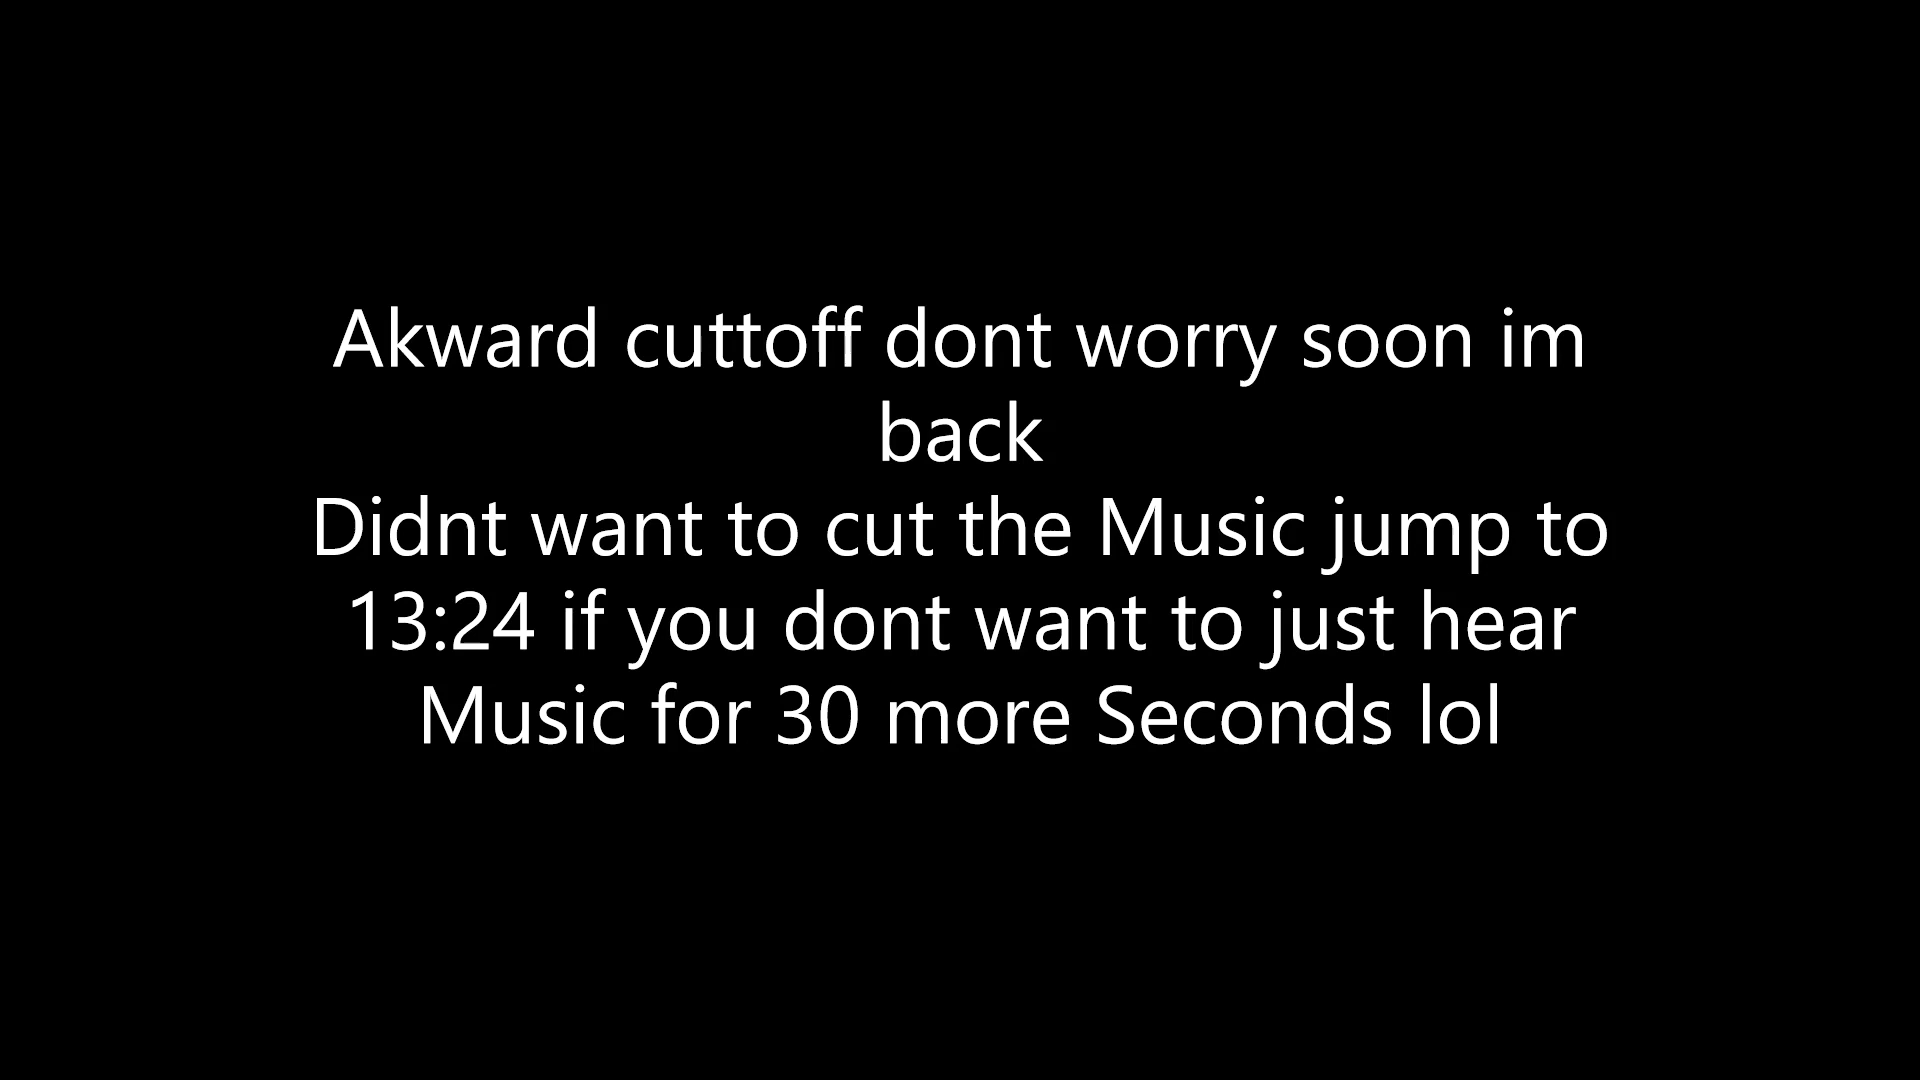 Akward cuttoff dont worry soon im
back
Didnt want to cut the Music jump to
13:24 if you dont want to just hear
Music for 30 more Seconds lol